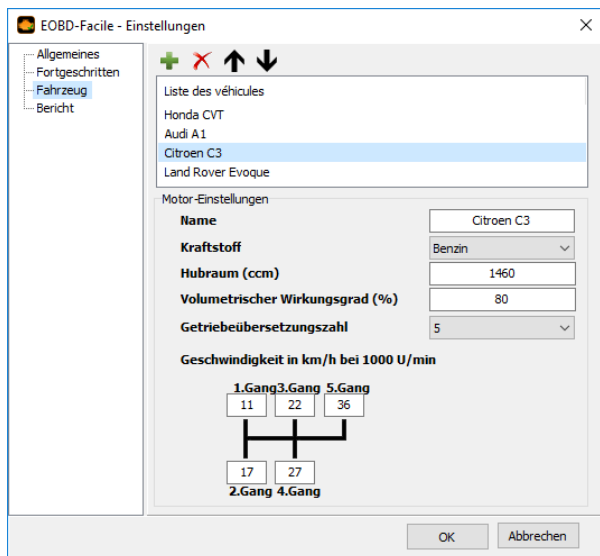 EOBD-Facile - Einstellungen
Allgemeines
Fortgeschritten
Fahrzeug
Bericht
Liste des véhicules
Honda CVT
Audi A1
Citroen C3
Land Rover Evoque
Motor-Einstellungen
Name Citroen C3
Kraftstoff Benzin
Hubraum (ccm) 1460
Volumetrischer Wirkungsgrad (%) 80
Getriebeübersetzungszahl 5
Geschwindigkeit in km/h bei 1000 U/min
1.Gang3.Gang 5.Gang
11 22 36
17 27
2.Gang 4.Gang
OK Abbrechen